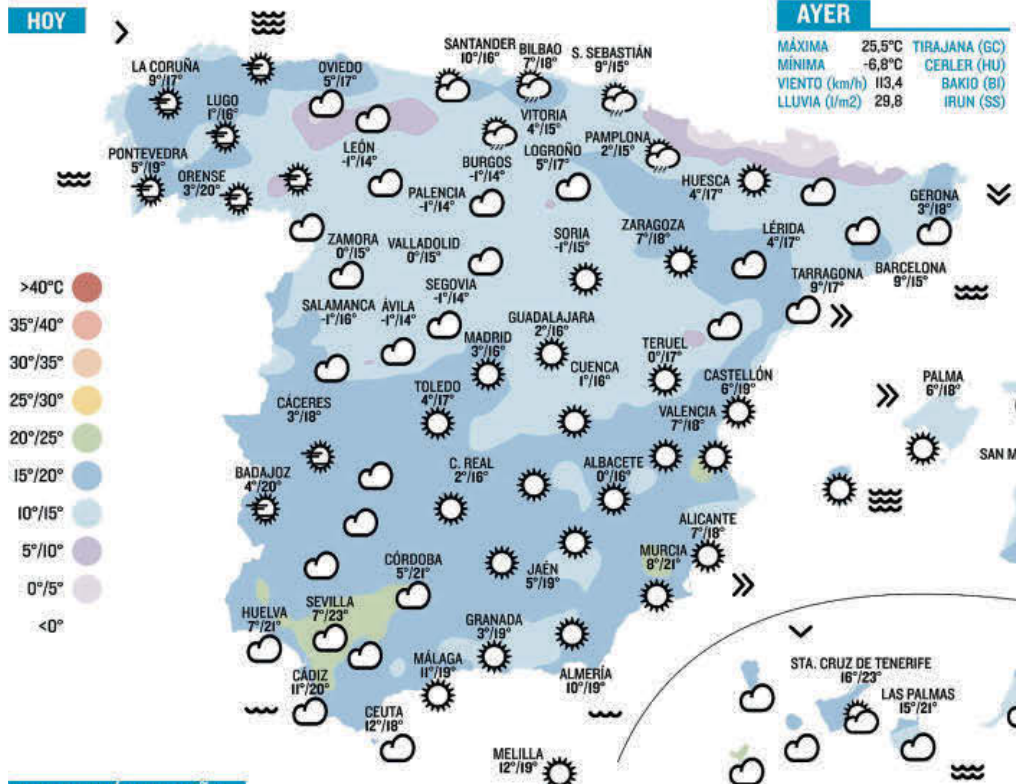 HOY
AYER
MÁXIMA 25,5°C TIRAJANA (GC)
MÍNIMA -6,8°C CERLER (HU)
VIENTO (km/h) 113,4 BAKIO (BI)
LLUVIA (l/m2) 29,8 IRUN (SS)
LA CORUÑA
9°/17°
LUGO
1°/16°
OVIEDO
5°/17°
SANTANDER
10°/16°
BILBAO
7°/18°
S. SEBASTIÁN
9°/15°
VITORIA
4°/15°
PAMPLONA
2°/15°
PONTEVEDRA
5°/19°
ORENSE
3°/20°
LEÓN
-1°/14°
BURGOS
-1°/14°
LOGROÑO
5°/17°
PALENCIA
-1°/14°
HUESCA
4°/17°
GERONA
3°/18°
ZAMORA
0°/15°
VALLADOLID
0°/15°
SORIA
-1°/15°
ZARAGOZA
7°/18°
LÉRIDA
4°/17°
BARCELONA
9°/15°
TARRAGONA
9°/17°
SALAMANCA
-1°/16°
ÁVILA
-1°/14°
SEGOVIA
-1°/14°
MADRID
3°/16°
GUADALAJARA
2°/16°
CUENCA
1°/16°
TERUEL
0°/17°
CASTELLÓN
6°/19°
PALMA
6°/18°
SAN M
CÁCERES
3°/18°
TOLEDO
4°/17°
VALENCIA
7°/18°
BADAJOZ
4°/20°
C. REAL
2°/16°
ALBACETE
0°/16°
ALICANTE
7°/18°
MURCIA
8°/21°
CÓRDOBA
5°/21°
JAÉN
5°/19°
HUELVA
7°/21°
SEVILLA
7°/23°
GRANADA
3°/19°
MÁLAGA
11°/19°
ALMERÍA
10°/19°
CÁDIZ
11°/20°
CEUTA
12°/18°
MELILLA
12°/19°
STA. CRUZ DE TENERIFE
16°/23°
LAS PALMAS
15°/21°
>40°C
35°/40°
30°/35°
25°/30°
20°/25°
15°/20°
10°/15°
5°/10°
0°/5°
<0°